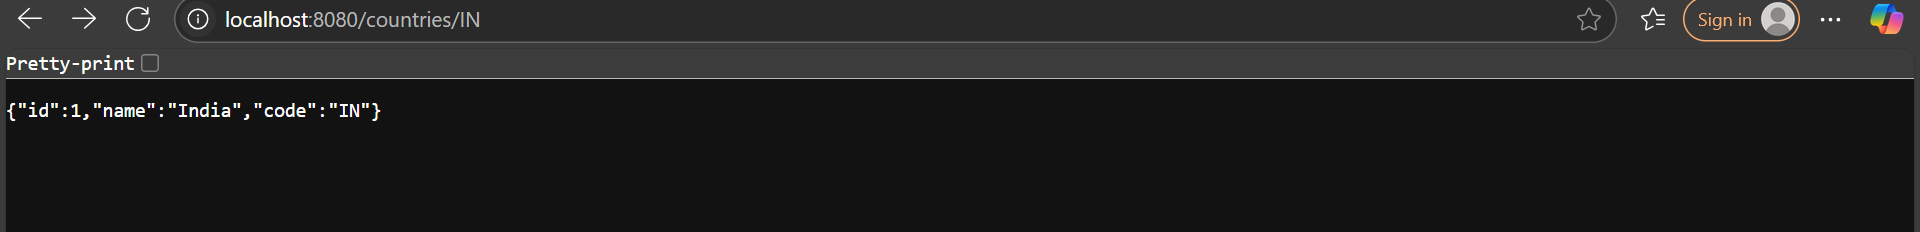 localhost:8080/countries/IN
Sign in
Pretty-print
{"id":1,"name":"India","code":"IN"}